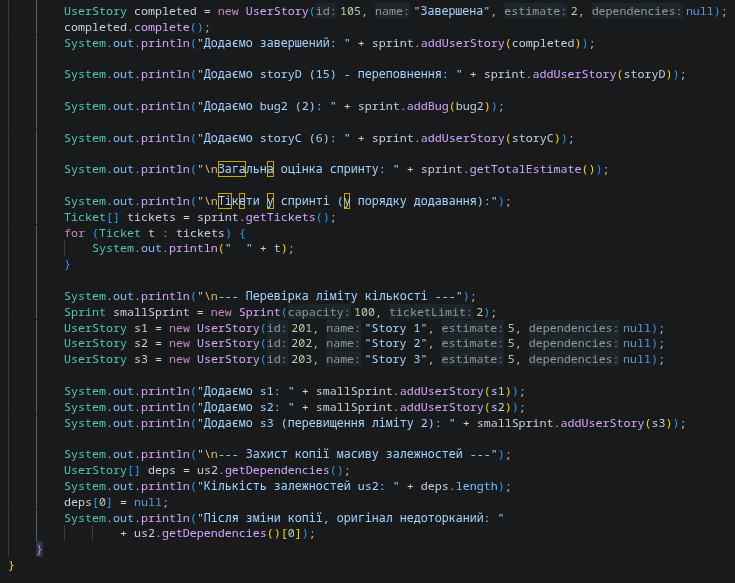 UserStory completed = new UserStory(id: 105, name: "Завершена", estimate: 2, dependencies: null);
completed.complete();
System.out.println("Додаємо завершений: " + sprint.addUserStory(completed));
System.out.println("Додаємо storyD (15) - переповнення: " + sprint.addUserStory(storyD));
System.out.println("Додаємо bug2 (2): " + sprint.addBug(bug2));
System.out.println("Додаємо storyC (6): " + sprint.addUserStory(storyC));
System.out.println("\nЗагальна оцінка спринту: " + sprint.getTotalEstimate());
System.out.println("\nТікети у спринті (у порядку додавання):");
Ticket[] tickets = sprint.getTickets();
for (Ticket t : tickets) {
System.out.println("  " + t);
}
System.out.println("\n--- Перевірка ліміту кількості ---");
Sprint smallSprint = new Sprint(capacity: 100, ticketLimit: 2);
UserStory s1 = new UserStory(id: 201, name: "Story 1", estimate: 5, dependencies: null);
UserStory s2 = new UserStory(id: 202, name: "Story 2", estimate: 5, dependencies: null);
UserStory s3 = new UserStory(id: 203, name: "Story 3", estimate: 5, dependencies: null);
System.out.println("Додаємо s1: " + smallSprint.addUserStory(s1));
System.out.println("Додаємо s2: " + smallSprint.addUserStory(s2));
System.out.println("Додаємо s3 (перевищення ліміту 2): " + smallSprint.addUserStory(s3));
System.out.println("\n--- Захист копії масиву залежностей ---");
UserStory[] deps = us2.getDependencies();
System.out.println("Кількість залежностей us2: " + deps.length);
deps[0] = null;
System.out.println("Після зміни копії, оригінал недоторканий: "
+ us2.getDependencies()[0]);
}
}